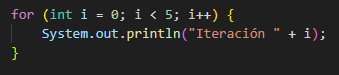 for (int i = 0; i < 5; i++) {
    System.out.println("Iteración " + i);
}